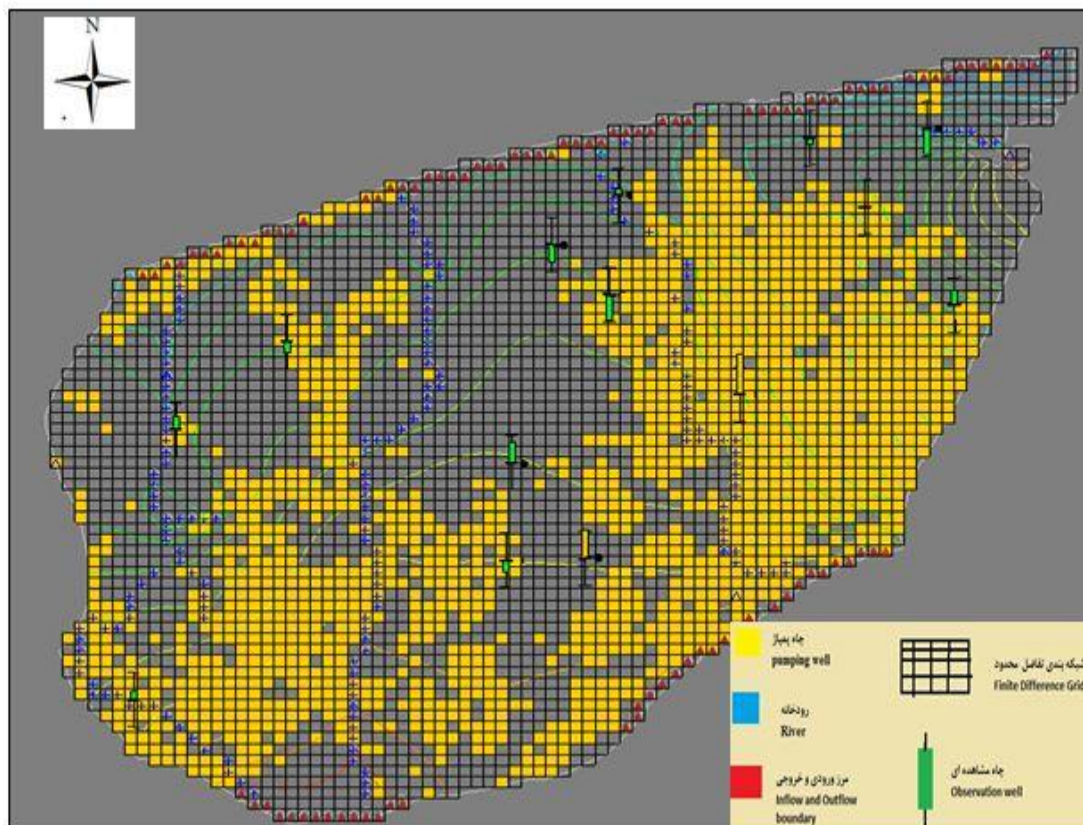 N
چاه پمپاژ
pumping well
شبکه بندی تفاضل محدود
Finite Difference Grid
رودخانه
River
چاه مشاهده ای
Observation well
مرز ورودی و خروجی
Inflow and Outflow
boundary